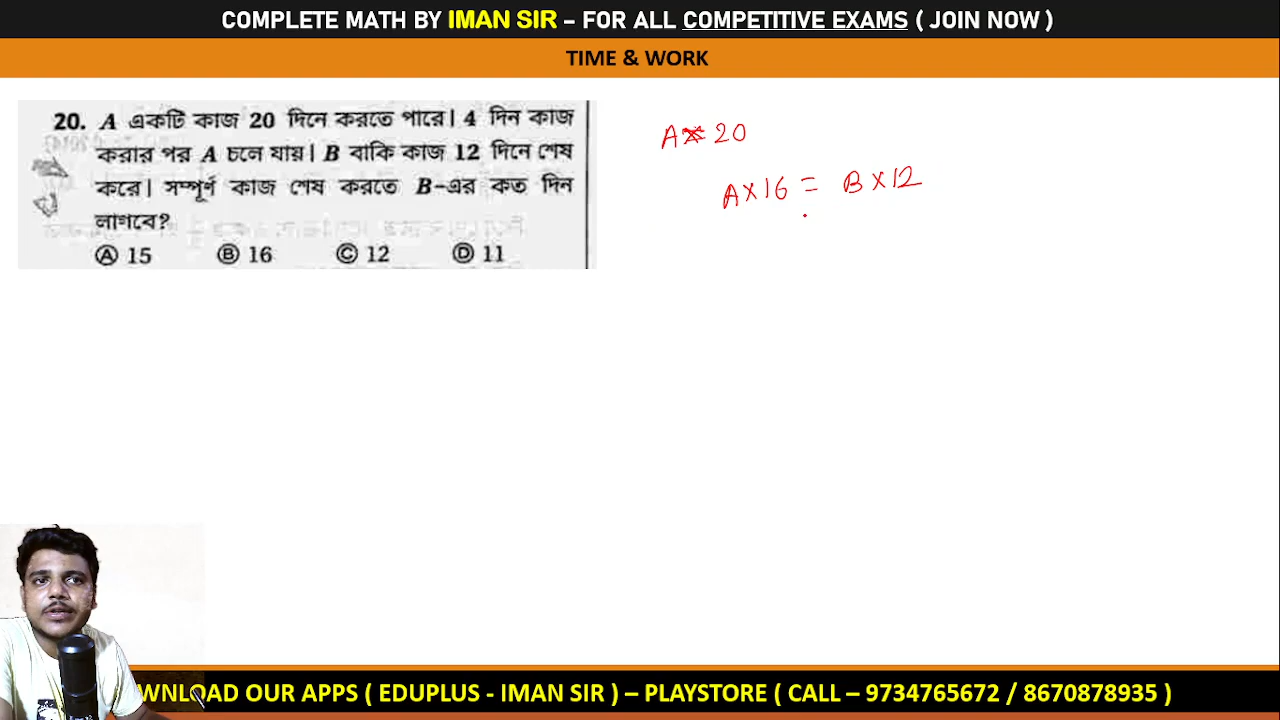 COMPLETE MATH BY IMAN SIR – FOR ALL COMPETITIVE EXAMS ( JOIN NOW )
TIME & WORK
20. A একটি কাজ 20 দিনে করতে পারে। 4 দিন কাজ
করার পর A চলে যায়। B বাকি কাজ 12 দিনে শেষ
করে। সম্পূর্ণ কাজ শেষ করতে B-এর কত দিন
লাগবে?
Ⓐ 15 Ⓑ 16 Ⓒ 12 Ⓓ 11
A 20
A × 16 = B × 12
WNLOAD OUR APPS ( EDUPLUS - IMAN SIR ) – PLAYSTORE ( CALL – 9734765672 / 8670878935 )